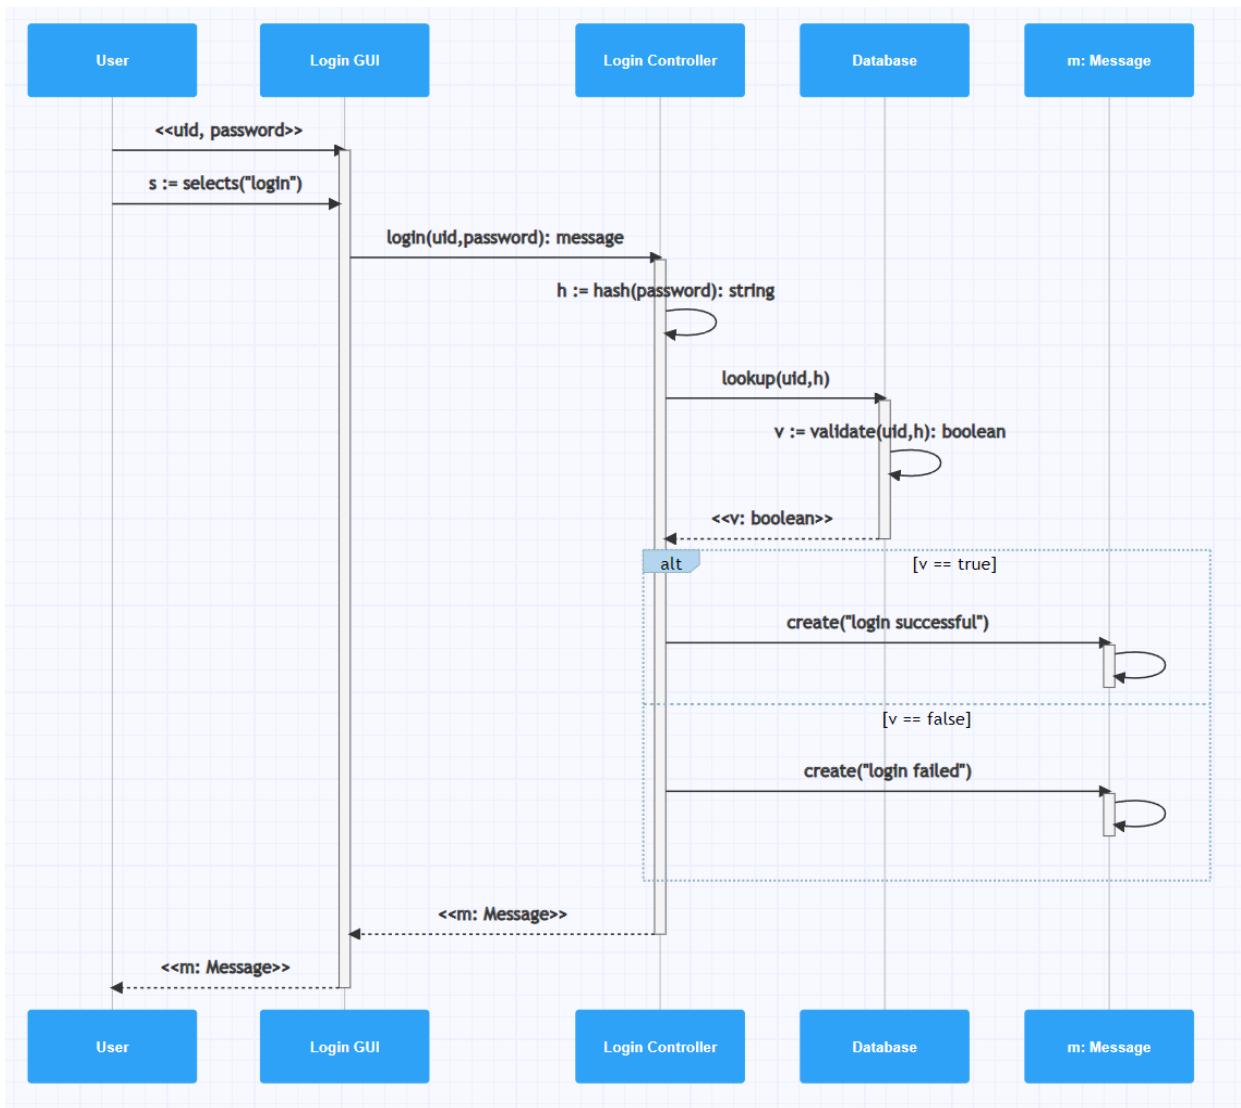 User
Login GUI
Login Controller
Database
m: Message
<<uid, password>>
s := selects("login")
login(uid,password): message
h := hash(password): string
lookup(uid,h)
v := validate(uid,h): boolean
<<v: boolean>>
alt
[v == true]
create("login successful")
[v == false]
create("login failed")
<<m: Message>>
<<m: Message>>
User
Login GUI
Login Controller
Database
m: Message